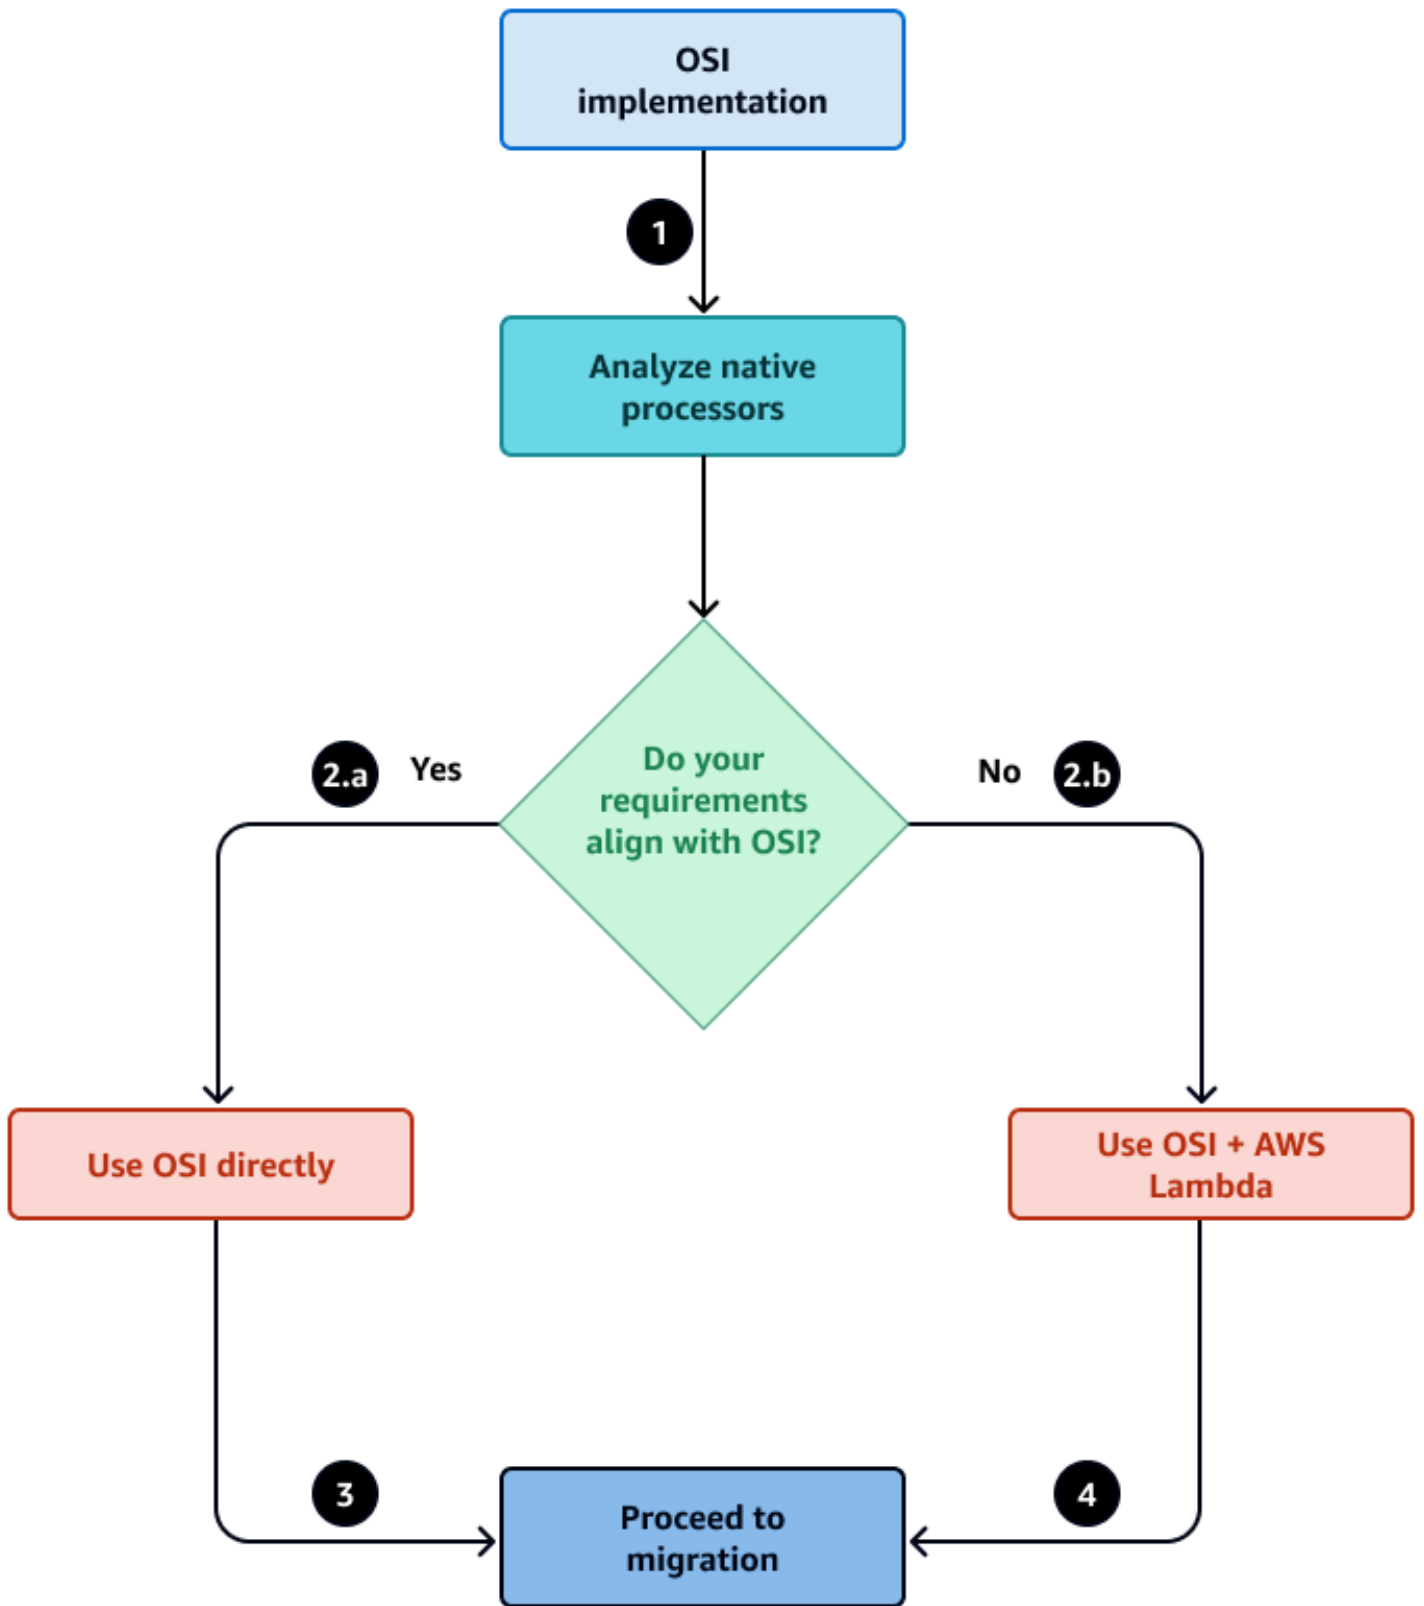 OSI
implementation
1
Analyze native
processors
Do your
requirements
align with OSI?
2.a
Yes
No
2.b
Use OSI directly
Use OSI + AWS
Lambda
3
4
Proceed to
migration